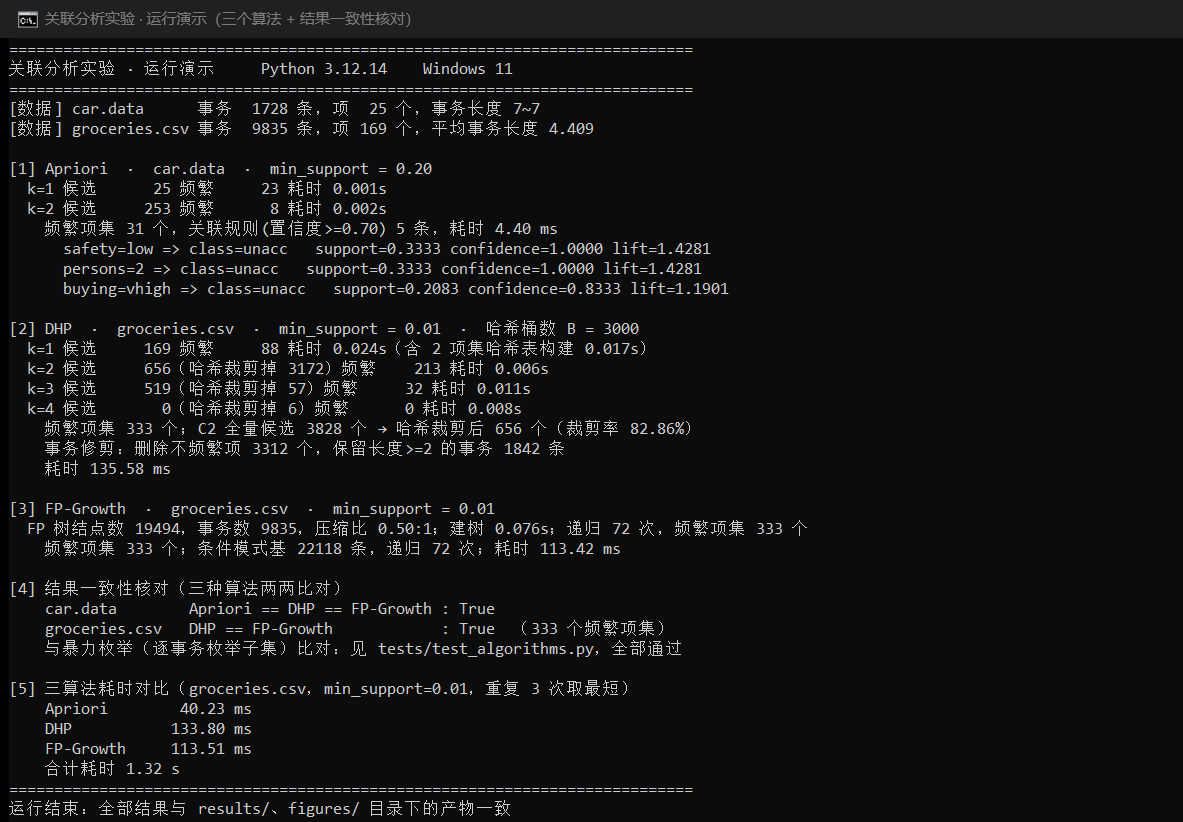 关联分析实验 · 运行演示（三个算法 + 结果一致性核对）
============================================================================
关联分析实验 · 运行演示     Python 3.12.14    Windows 11
============================================================================
[数据] car.data      事务  1728 条，项  25 个，事务长度 7~7
[数据] groceries.csv 事务  9835 条，项 169 个，平均事务长度 4.409
[1] Apriori  ·  car.data  ·  min_support = 0.20
k=1 候选      25 频繁     23 耗时 0.001s
k=2 候选     253 频繁      8 耗时 0.002s
频繁项集 31 个，关联规则(置信度>=0.70) 5 条，耗时 4.40 ms
safety=low => class=unacc   support=0.3333 confidence=1.0000 lift=1.4281
persons=2 => class=unacc   support=0.3333 confidence=1.0000 lift=1.4281
buying=vhigh => class=unacc   support=0.2083 confidence=0.8333 lift=1.1901
[2] DHP  ·  groceries.csv  ·  min_support = 0.01  ·  哈希桶数 B = 3000
k=1 候选     169 频繁     88 耗时 0.024s（含 2 项集哈希表构建 0.017s）
k=2 候选     656（哈希裁剪掉 3172）频繁    213 耗时 0.006s
k=3 候选     519（哈希裁剪掉 57）频繁     32 耗时 0.011s
k=4 候选       0（哈希裁剪掉 6）频繁      0 耗时 0.008s
频繁项集 333 个；C2 全量候选 3828 个 → 哈希裁剪后 656 个（裁剪率 82.86%）
事务修剪：删除不频繁项 3312 个，保留长度>=2 的事务 1842 条
耗时 135.58 ms
[3] FP-Growth  ·  groceries.csv  ·  min_support = 0.01
FP 树结点数 19494，事务数 9835，压缩比 0.50:1；建树 0.076s；递归 72 次，频繁项集 333 个
频繁项集 333 个；条件模式基 22118 条，递归 72 次；耗时 113.42 ms
[4] 结果一致性核对（三种算法两两比对）
car.data        Apriori == DHP == FP-Growth : True
groceries.csv   DHP == FP-Growth            : True  （333 个频繁项集）
与暴力枚举（逐事务枚举子集）比对：见 tests/test_algorithms.py，全部通过
[5] 三算法耗时对比（groceries.csv，min_support=0.01，重复 3 次取最短）
Apriori        40.23 ms
DHP           133.80 ms
FP-Growth     113.51 ms
合计耗时 1.32 s
============================================================================
运行结束：全部结果与 results/、figures/ 目录下的产物一致